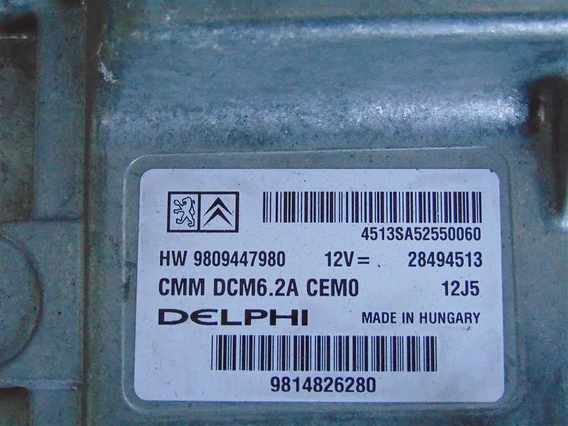 4513SA52550060
HW 9809447980 12V= 28494513
CMM DCM6.2A CEM0 12J5
DELPHI MADE IN HUNGARY
9814826280